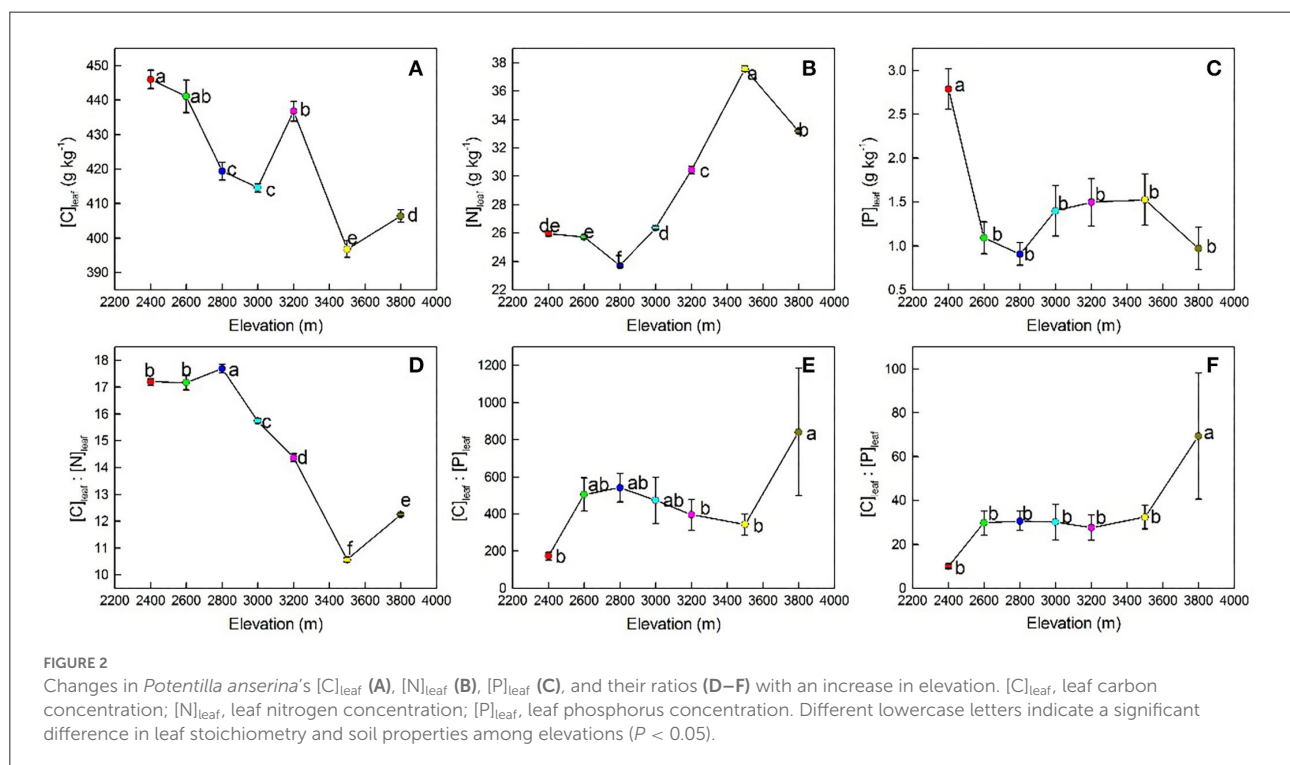 A
[C]leaf (g kg-1)
450
440
430
420
410
400
390
a
ab
c
c
b
e
d
2200 2400 2600 2800 3000 3200 3400 3600 3800 4000
Elevation (m)
B
[N]leaf (g kg-1)
38
36
34
32
30
28
26
24
22
de
e
f
d
c
a
b
2200 2400 2600 2800 3000 3200 3400 3600 3800 4000
Elevation (m)
C
[P]leaf (g kg-1)
3.0
2.5
2.0
1.5
1.0
0.5
a
b
b
b
b
b
b
2200 2400 2600 2800 3000 3200 3400 3600 3800 4000
Elevation (m)
D
[C]leaf : [N]leaf
18
17
16
15
14
13
12
11
10
b
b
a
c
d
f
e
2200 2400 2600 2800 3000 3200 3400 3600 3800 4000
Elevation (m)
E
[C]leaf : [P]leaf
1200
1000
800
600
400
200
0
b
ab
ab
ab
b
b
a
2200 2400 2600 2800 3000 3200 3400 3600 3800 4000
Elevation (m)
F
[C]leaf : [P]leaf
100
80
60
40
20
0
b
b
b
b
b
b
a
2200 2400 2600 2800 3000 3200 3400 3600 3800 4000
Elevation (m)
FIGURE 2
Changes in Potentilla anserina's [C]leaf (A), [N]leaf (B), [P]leaf (C), and their ratios (D–F) with an increase in elevation. [C]leaf, leaf carbon
concentration; [N]leaf, leaf nitrogen concentration; [P]leaf, leaf phosphorus concentration. Different lowercase letters indicate a significant
difference in leaf stoichiometry and soil properties among elevations (P < 0.05).